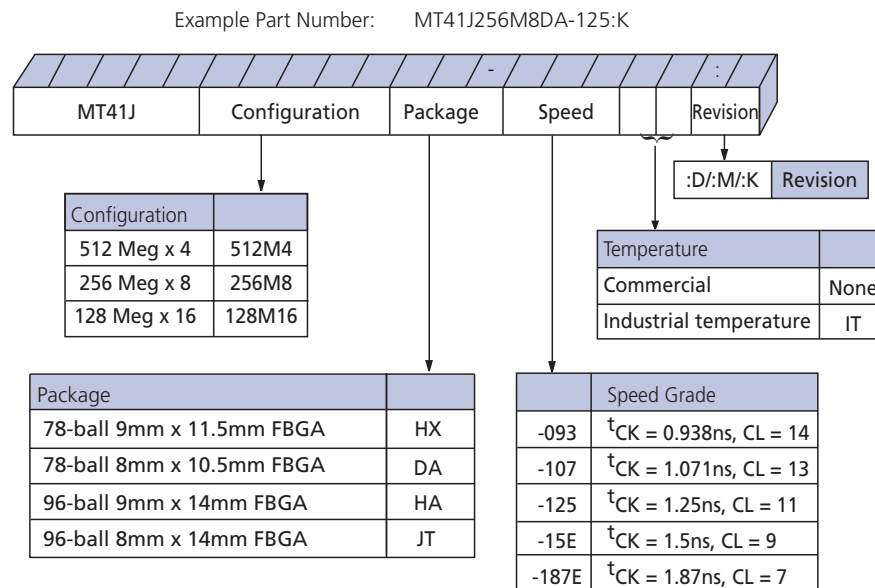 Example Part Number: MT41J256M8DA-125:K
- :
MT41J Configuration Package Speed Revision
:D/:M/:K Revision
Configuration
512 Meg x 4 512M4
256 Meg x 8 256M8
128 Meg x 16 128M16
Temperature
Commercial None
Industrial temperature IT
Package
78-ball 9mm x 11.5mm FBGA HX
78-ball 8mm x 10.5mm FBGA DA
96-ball 9mm x 14mm FBGA HA
96-ball 8mm x 14mm FBGA JT
Speed Grade
-093 tCK = 0.938ns, CL = 14
-107 tCK = 1.071ns, CL = 13
-125 tCK = 1.25ns, CL = 11
-15E tCK = 1.5ns, CL = 9
-187E tCK = 1.87ns, CL = 7